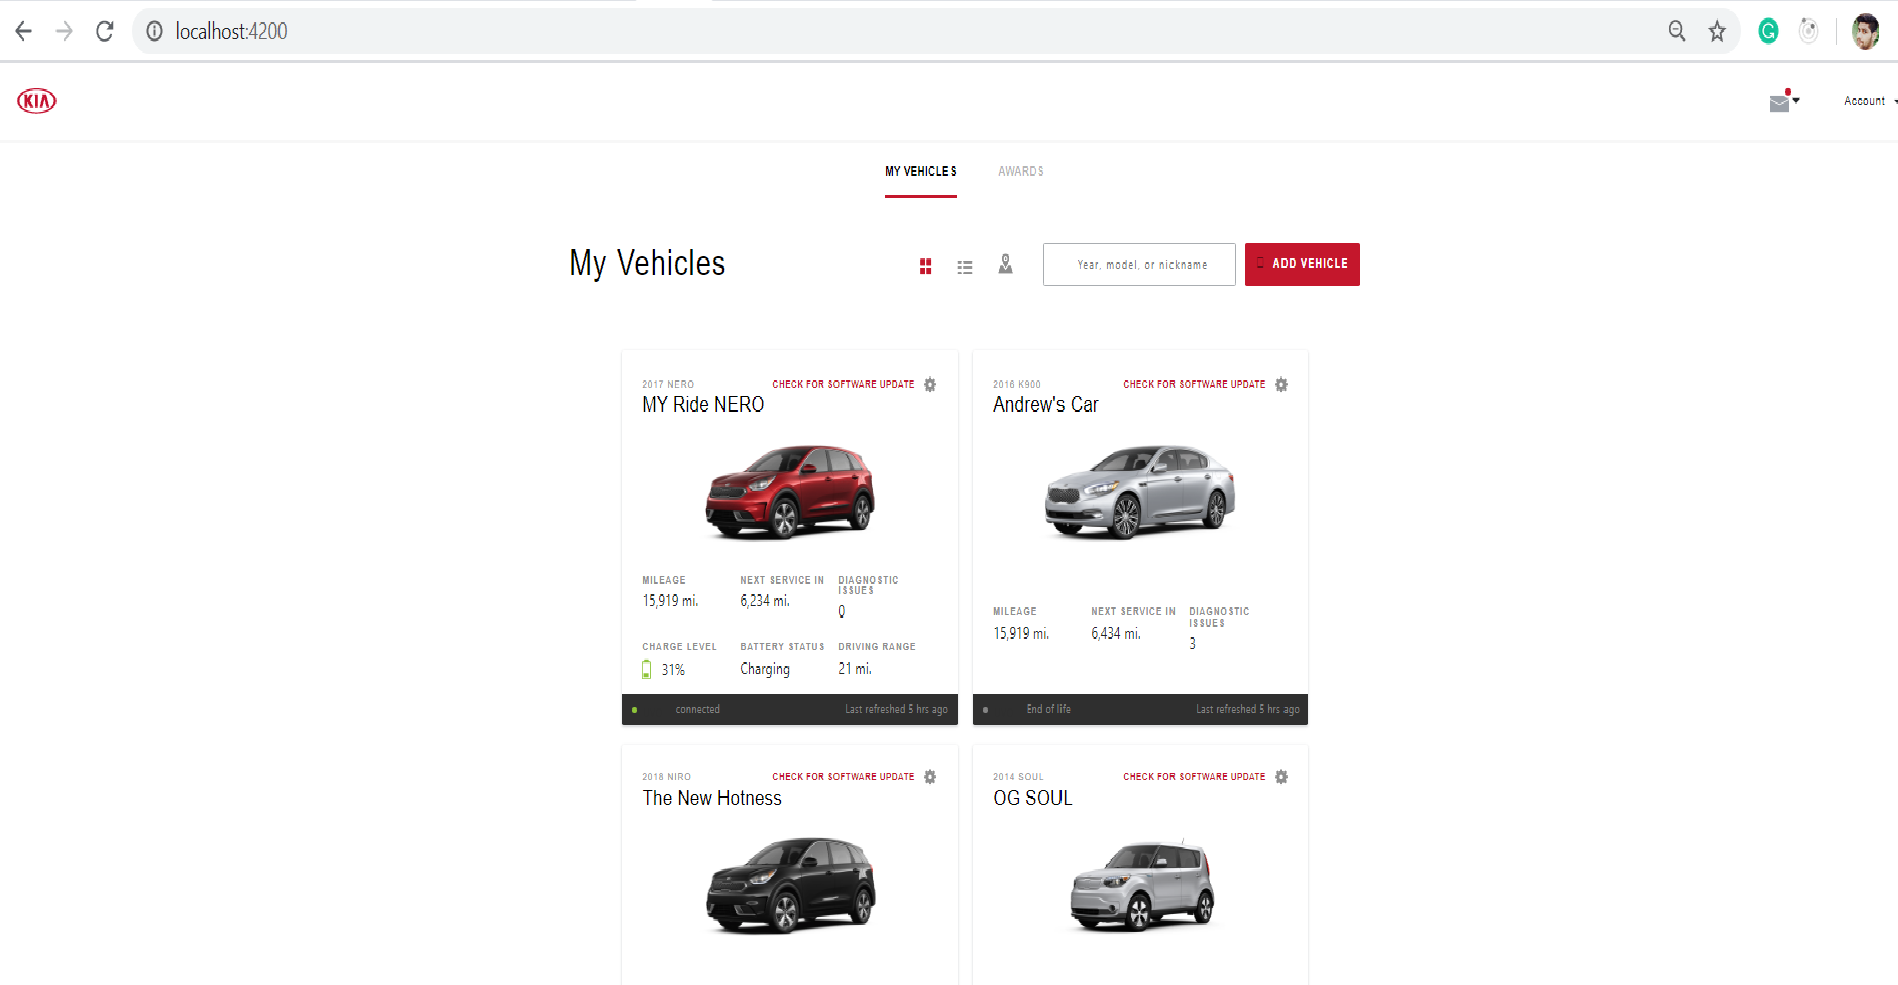 localhost:4200
G
KIA
Account
MY VEHICLES AWARDS
My Vehicles
Year, model, or nickname
ADD VEHICLE
2017 NERO CHECK FOR SOFTWARE UPDATE
MY Ride NERO
MILEAGE NEXT SERVICE IN DIAGNOSTIC ISSUES
15,919 mi. 6,234 mi. 0
CHARGE LEVEL BATTERY STATUS DRIVING RANGE
31% Charging 21 mi.
connected Last refreshed 5 hrs ago
2016 K900 CHECK FOR SOFTWARE UPDATE
Andrew's Car
MILEAGE NEXT SERVICE IN DIAGNOSTIC ISSUES
15,919 mi. 6,434 mi. 3
End of life Last refreshed 5 hrs ago
2018 NIRO CHECK FOR SOFTWARE UPDATE
The New Hotness
2014 SOUL CHECK FOR SOFTWARE UPDATE
OG SOUL